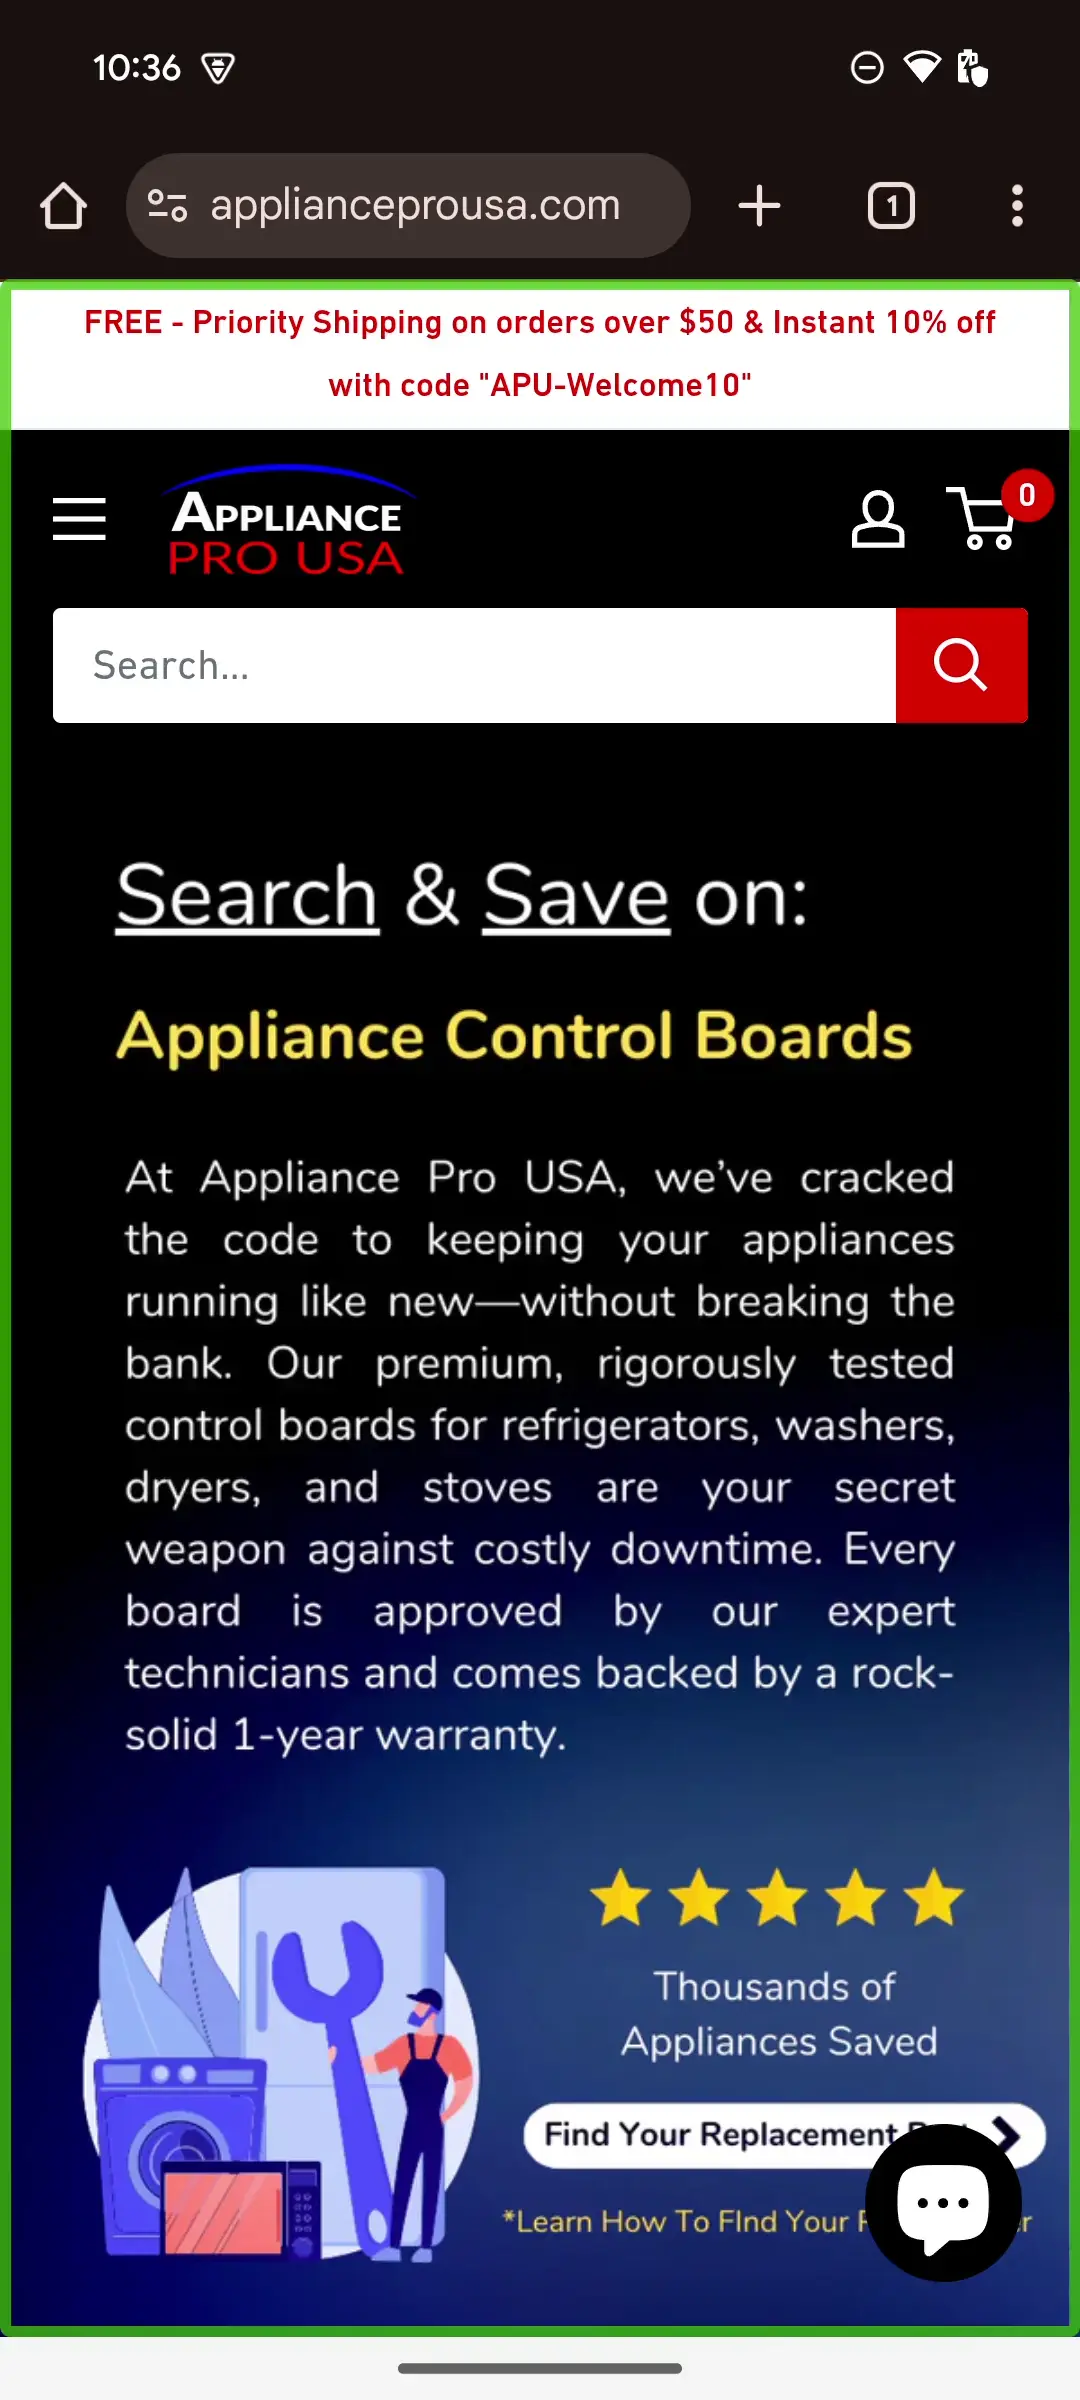 10:36
applianceprousa.com
1
FREE - Priority Shipping on orders over $50 & Instant 10% off
with code "APU-Welcome10"
APPLIANCE
PRO USA
0
Search...
Search & Save on:
Appliance Control Boards
At Appliance Pro USA, we’ve cracked
the code to keeping your appliances
running like new—without breaking the
bank. Our premium, rigorously tested
control boards for refrigerators, washers,
dryers, and stoves are your secret
weapon against costly downtime. Every
board is approved by our expert
technicians and comes backed by a rock-
solid 1-year warranty.
Thousands of
Appliances Saved
Find Your Replacement
*Learn How To FInd Your